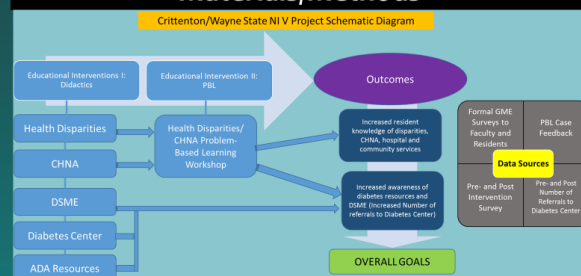 Crittenton/Wayne State NI V Project Schematic Diagram
Educational Interventions I:
Didactics
Educational Intervention II:
PBL
Outcomes
Health Disparities
CHNA
DSME
Diabetes Center
ADA Resources
Health Disparities/
CHNA Problem-
Based Learning
Workshop
Increased resident
knowledge of disparities,
CHNA, hospital and
community services
Increased awareness of
diabetes resources and
DSME (Increased Number of
referrals to Diabetes Center)
OVERALL GOALS
Formal GME
Surveys to
Faculty and
Residents
PBL Case
Feedback
Data Sources
Pre- and Post
Intervention
Survey
Pre- and Post
Number of
Referrals to
Diabetes Center